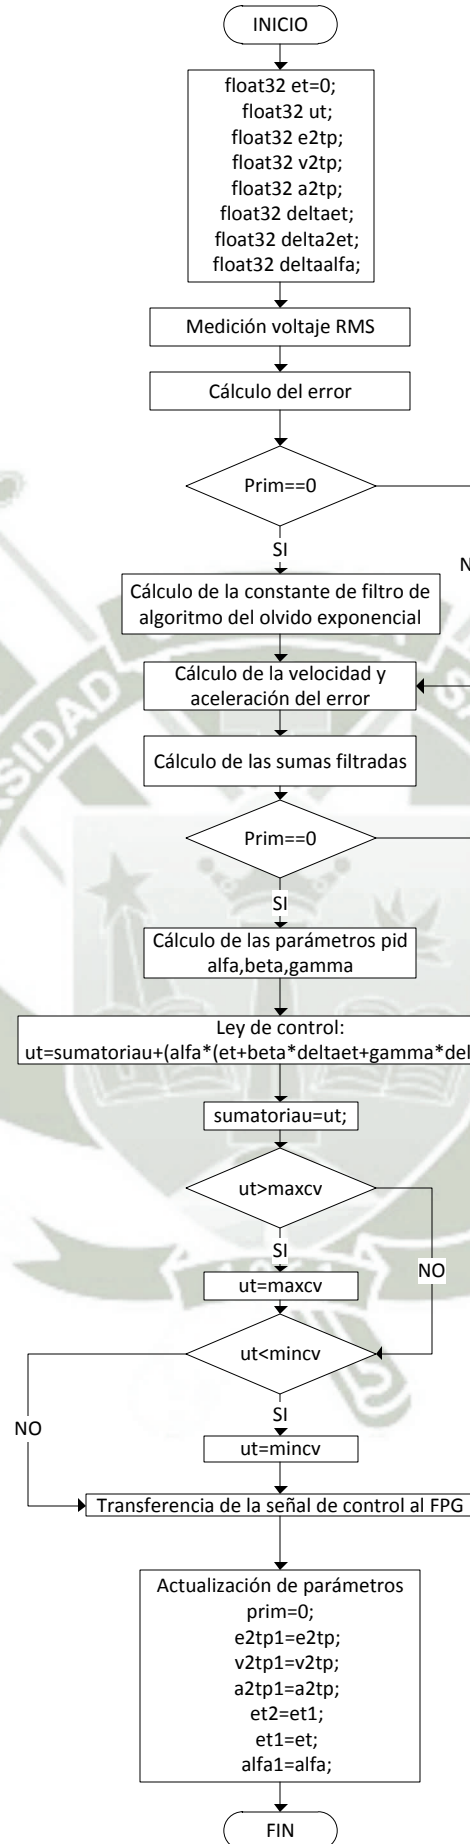 INICIO
float32 et=0;
float32 ut;
float32 e2tp;
float32 v2tp;
float32 a2tp;
float32 deltaet;
float32 delta2et;
float32 deltaalfa;
Medición voltaje RMS
Cálculo del error
Prim==0
SI
N
Cálculo de la constante de filtro de
algoritmo del olvido exponencial
Cálculo de la velocidad y
aceleración del error
Cálculo de las sumas filtradas
Prim==0
SI
Cálculo de las parámetros pid
alfa,beta,gamma
Ley de control:
ut=sumatoriau+(alfa*(et+beta*deltaet+gamma*del
sumatoriau=ut;
ut>maxcv
SI
NO
ut=maxcv
ut<mincv
SI
NO
ut=mincv
Transferencia de la señal de control al FPG
Actualización de parámetros
prim=0;
e2tp1=e2tp;
v2tp1=v2tp;
a2tp1=a2tp;
et2=et1;
et1=et;
alfa1=alfa;
FIN